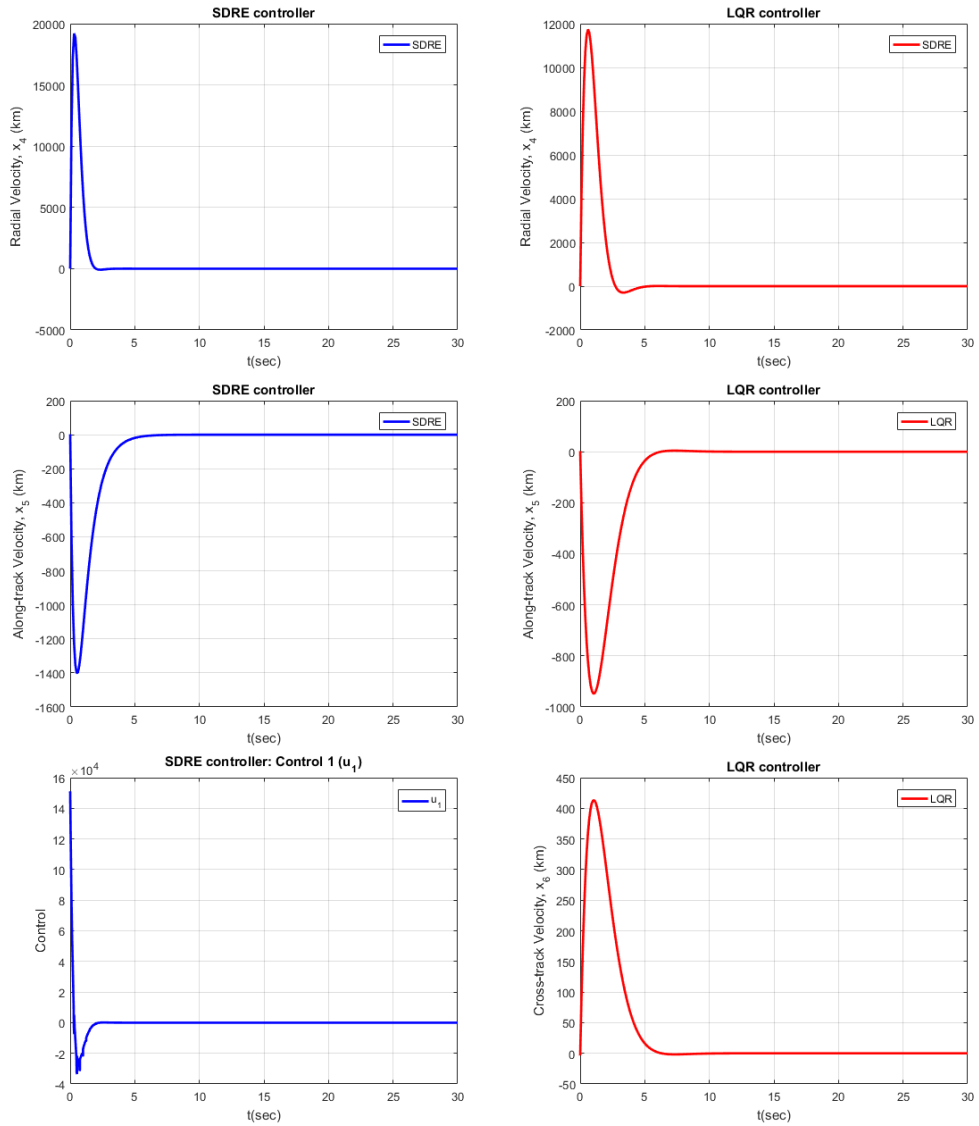 SDRE controller
20000
15000
10000
5000
0
-5000
Radial Velocity, x_4 (km)
SDRE
0 5 10 15 20 25 30
t(sec)
LQR controller
12000
10000
8000
6000
4000
2000
0
-2000
Radial Velocity, x_4 (km)
SDRE
0 5 10 15 20 25 30
t(sec)
SDRE controller
200
0
-200
-400
-600
-800
-1000
-1200
-1400
-1600
Along-track Velocity, x_5 (km)
SDRE
0 5 10 15 20 25 30
t(sec)
LQR controller
200
0
-200
-400
-600
-800
-1000
Along-track Velocity, x_5 (km)
LQR
0 5 10 15 20 25 30
t(sec)
SDRE controller: Control 1 (u_1)
×10^4
16
14
12
10
8
6
4
2
0
-2
-4
Control
u_1
0 5 10 15 20 25 30
t(sec)
LQR controller
450
400
350
300
250
200
150
100
50
0
-50
Cross-track Velocity, x_6 (km)
LQR
0 5 10 15 20 25 30
t(sec)